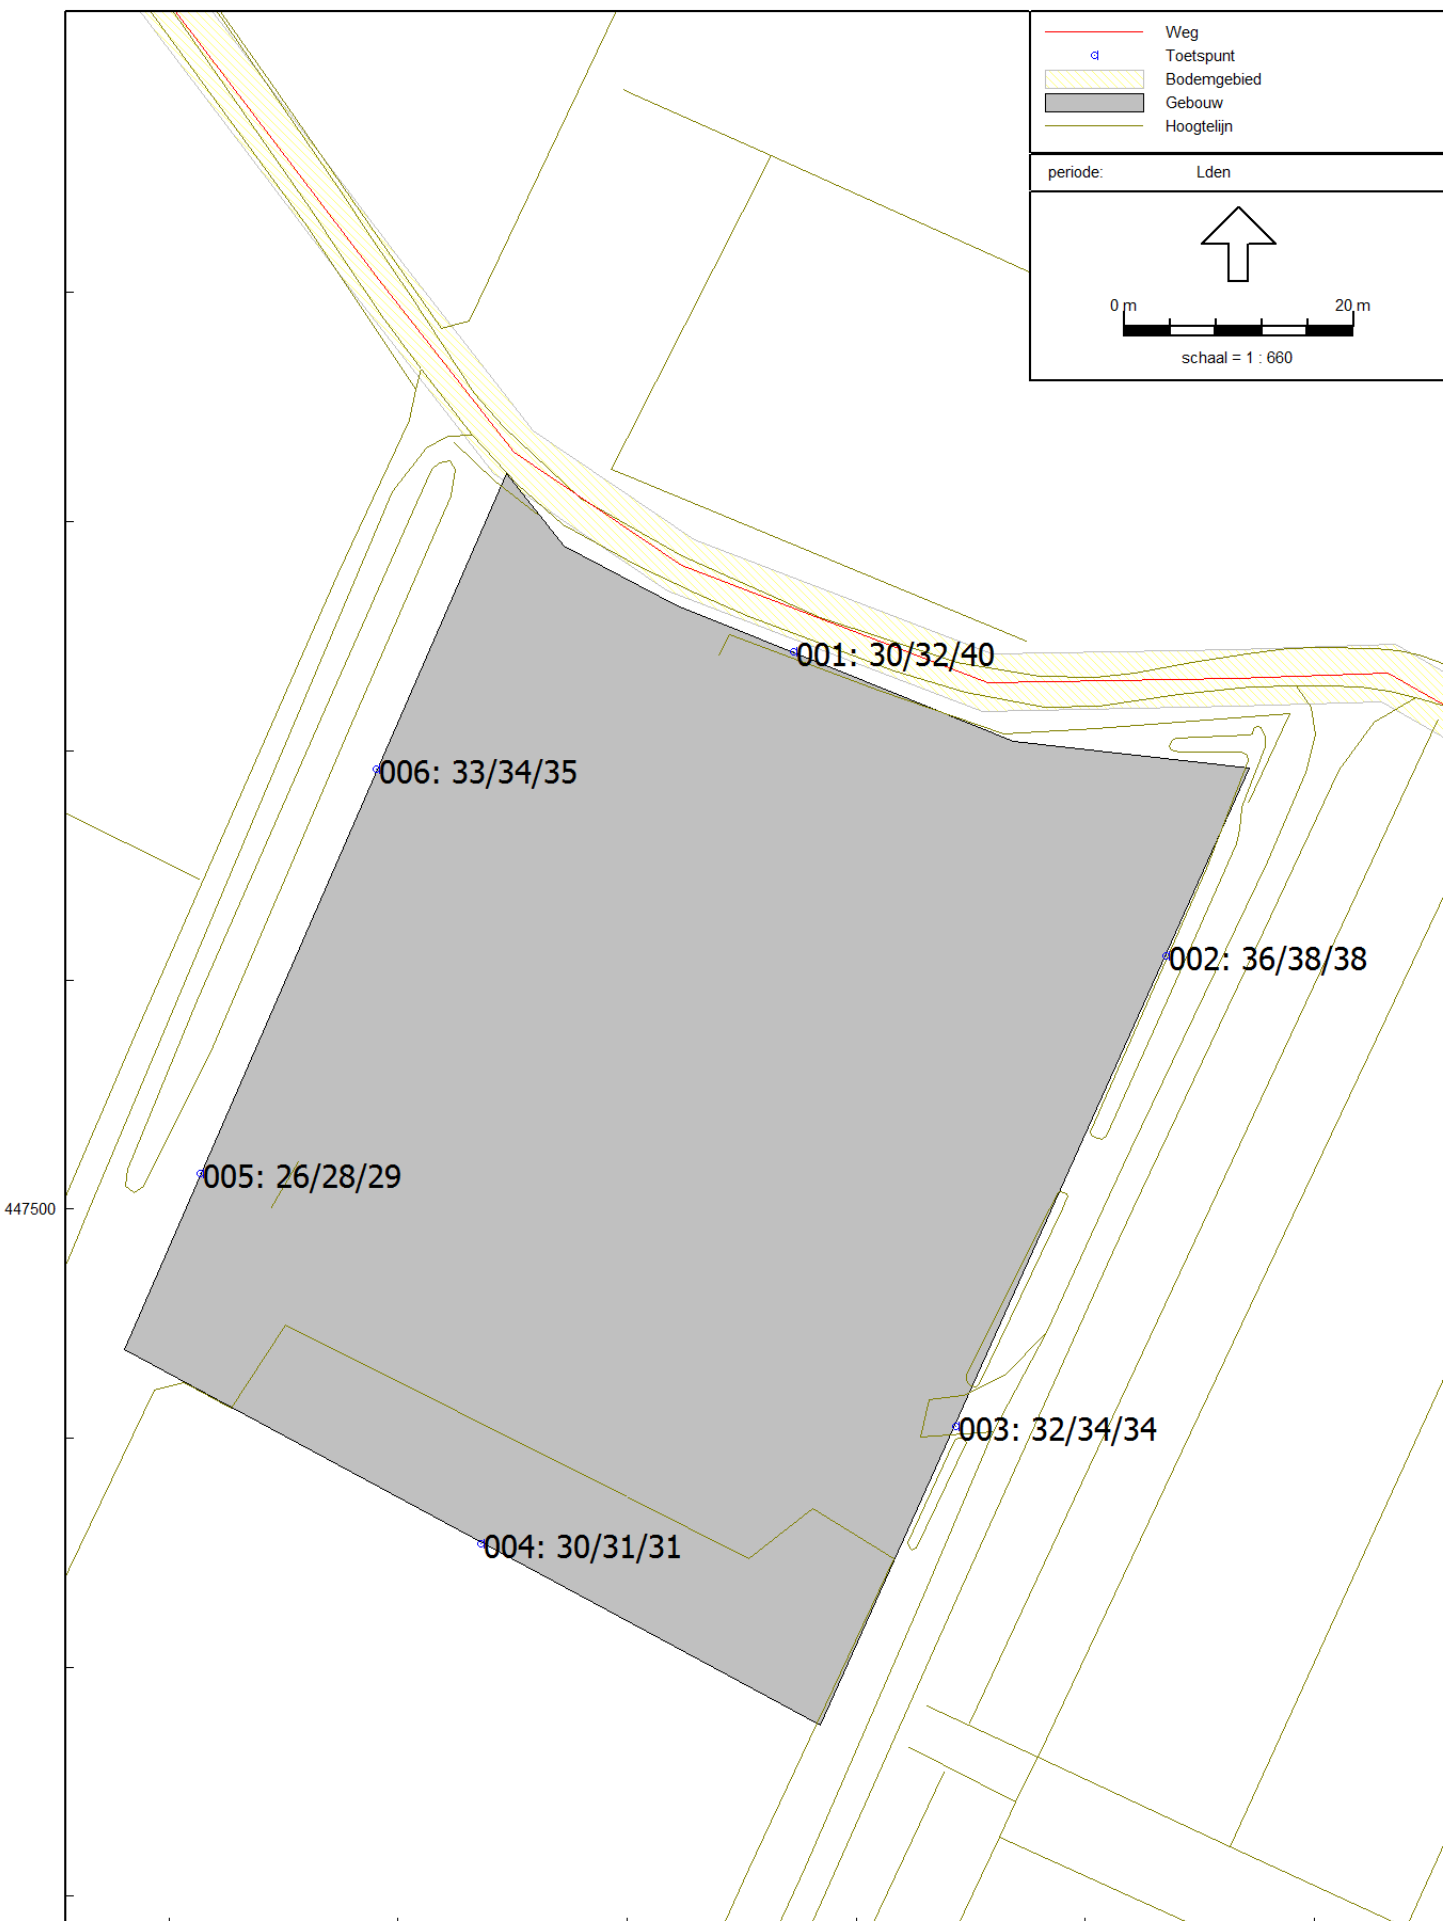 Weg
Toetspunt
Bodemgebied
Gebouw
Hoogtelijn
periode: Lden
0 m 20 m
schaal = 1 : 660
001: 30/32/40
006: 33/34/35
002: 36/38/38
005: 26/28/29
447500
003: 32/34/34
004: 30/31/31